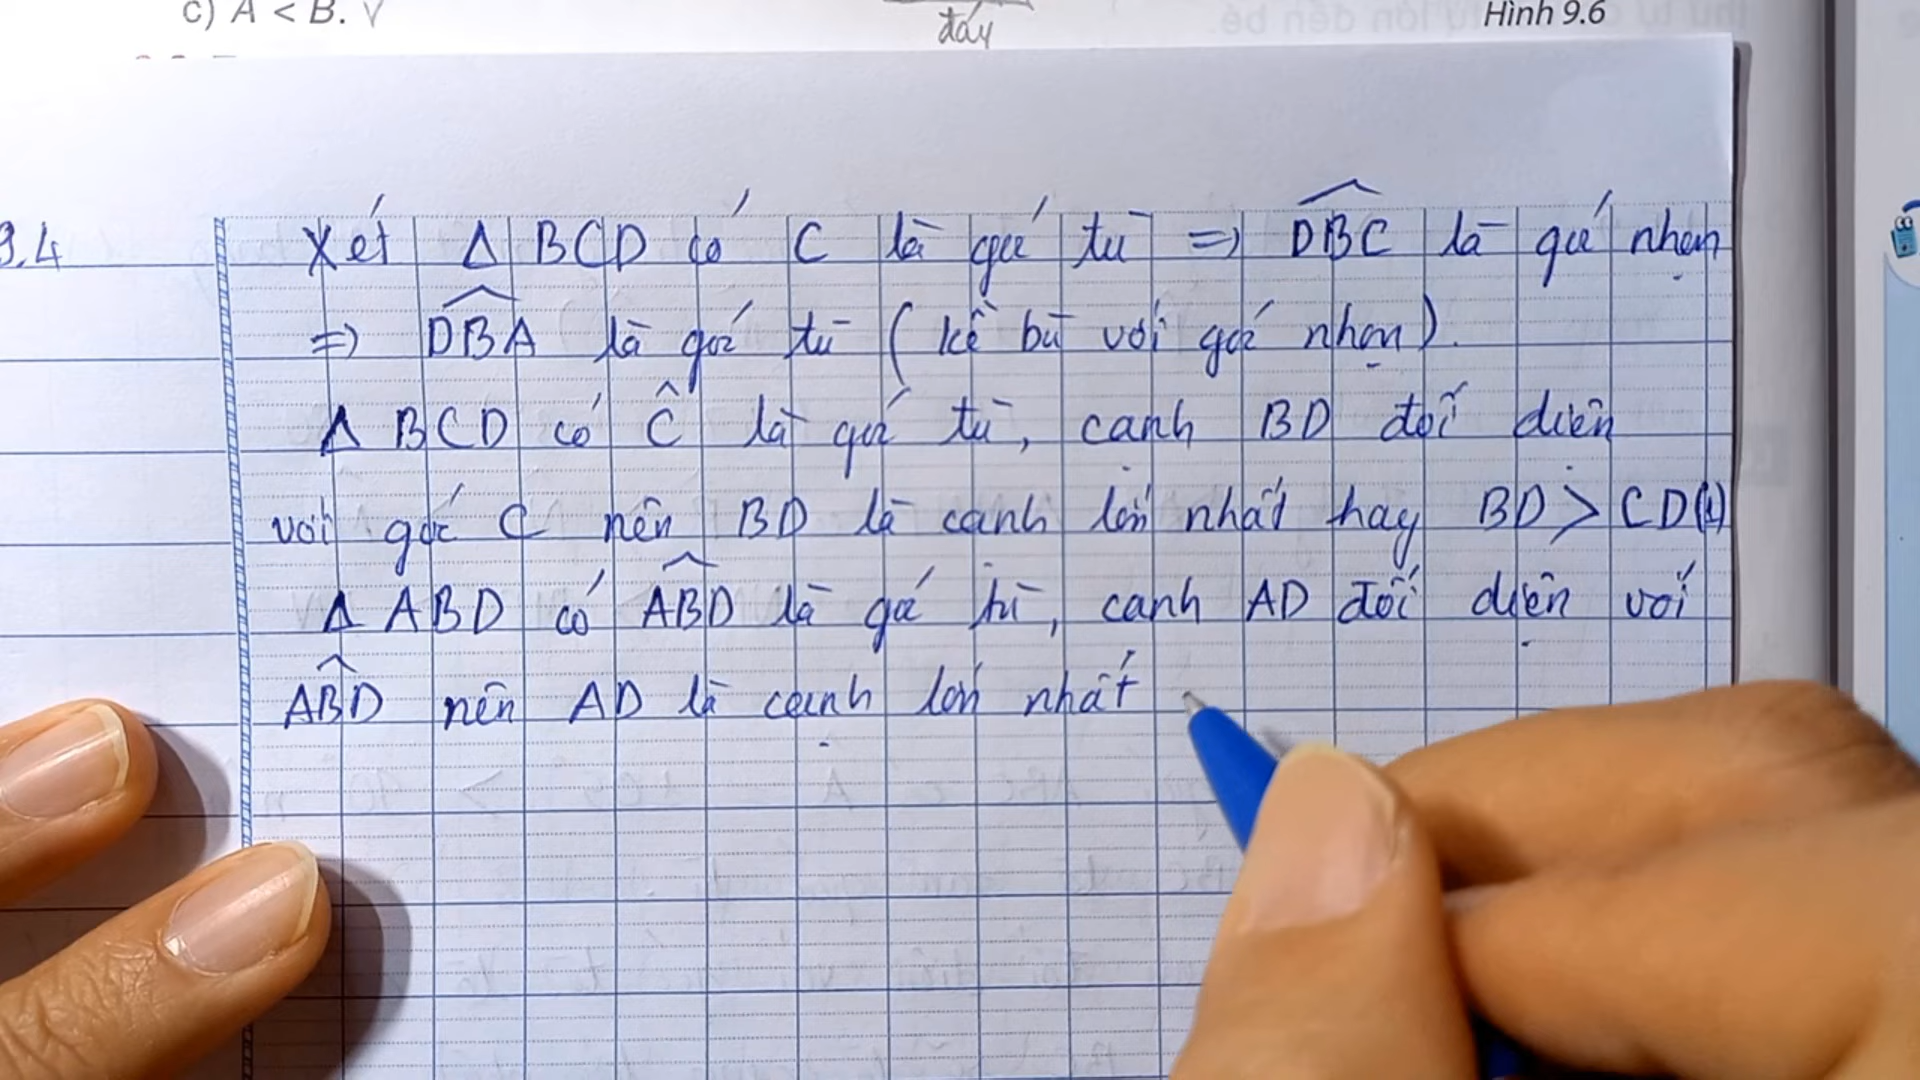 c) A < B. √
đáy
Hình 9.6
9.4
Xét Δ BCD có C là góc tù => DBC là góc nhọn
=> DBA là góc tù (kề bù với góc nhọn).
Δ BCD có Ĉ là góc tù, cạnh BD đối diện
với góc C nên BD là cạnh lớn nhất hay BD > CD (1)
Δ ABD có ABD là góc tù, cạnh AD đối diện với
ABD nên AD là cạnh lớn nhất